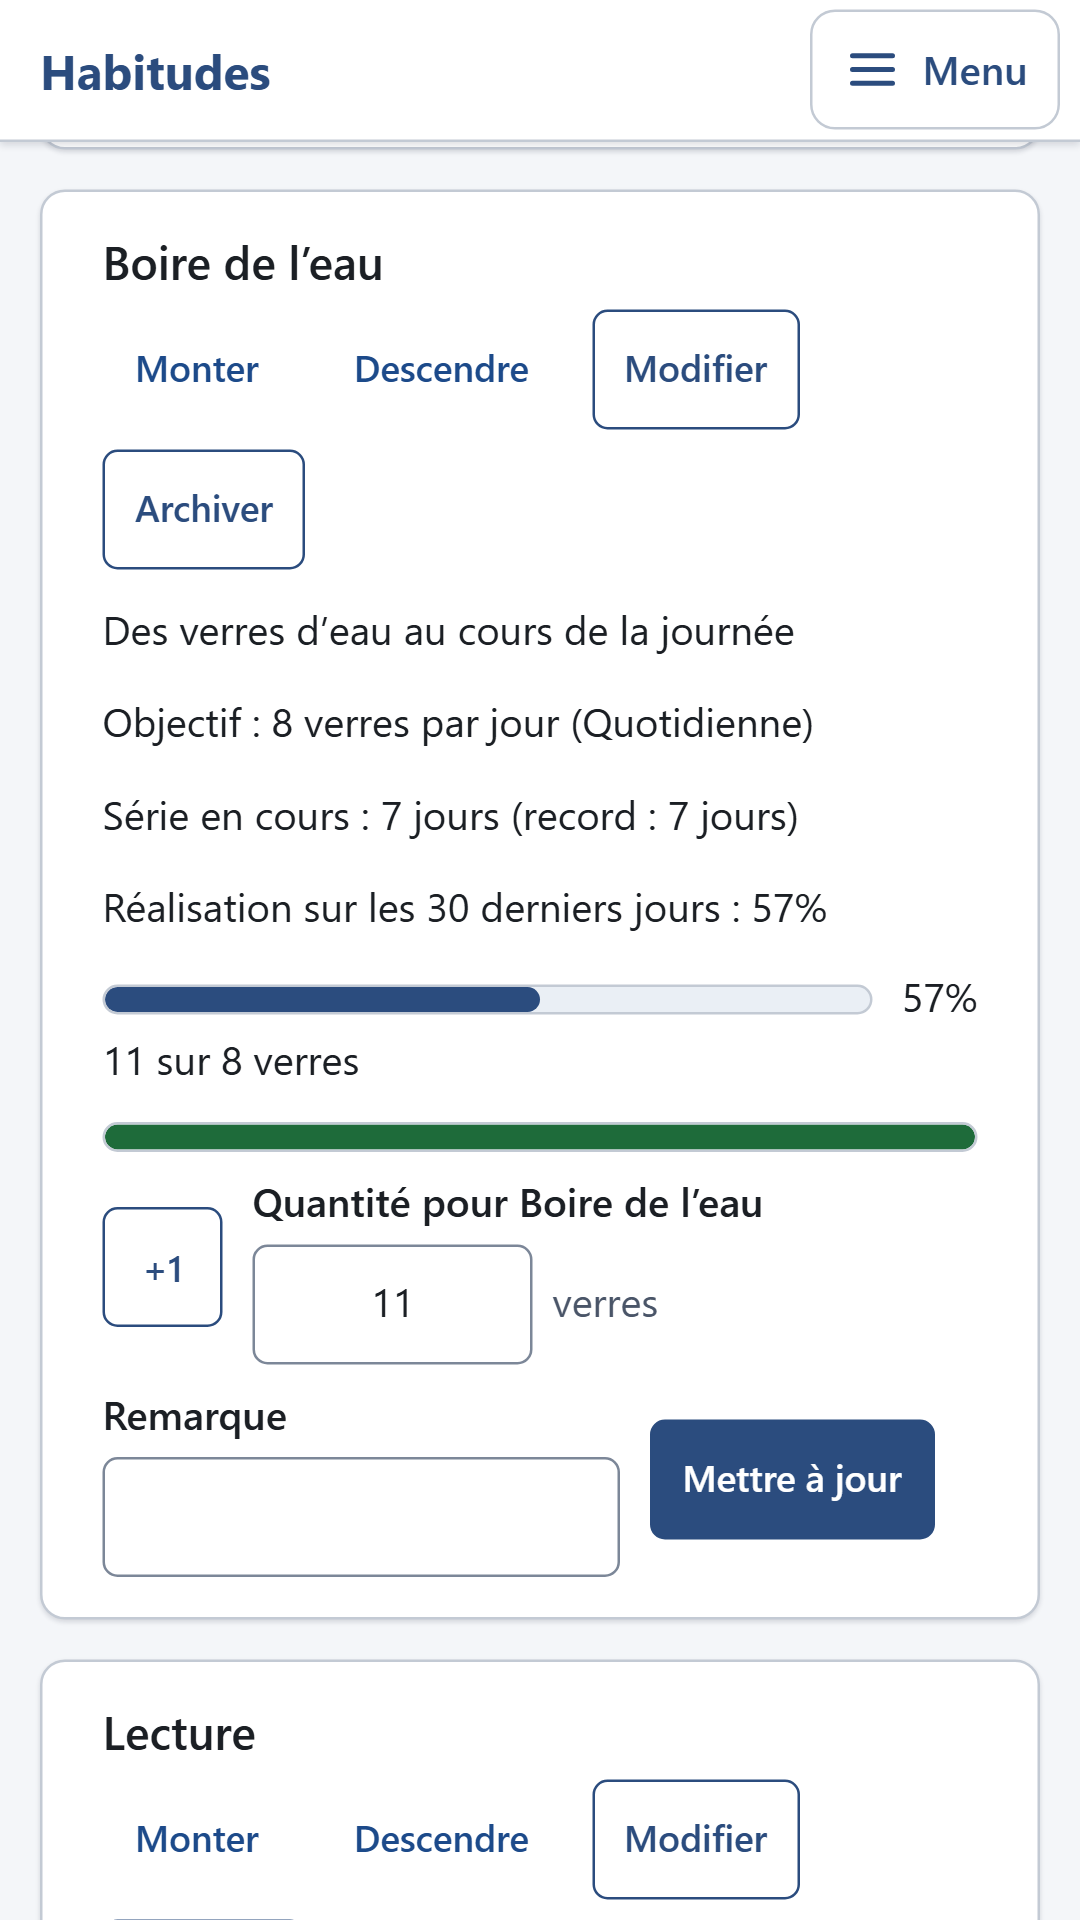 Habitudes
Menu
Boire de l’eau
Monter Descendre Modifier
Archiver
Des verres d’eau au cours de la journée
Objectif : 8 verres par jour (Quotidienne)
Série en cours : 7 jours (record : 7 jours)
Réalisation sur les 30 derniers jours : 57%
57%
11 sur 8 verres
Quantité pour Boire de l’eau
+1 11 verres
Remarque
Mettre à jour
Lecture
Monter Descendre Modifier